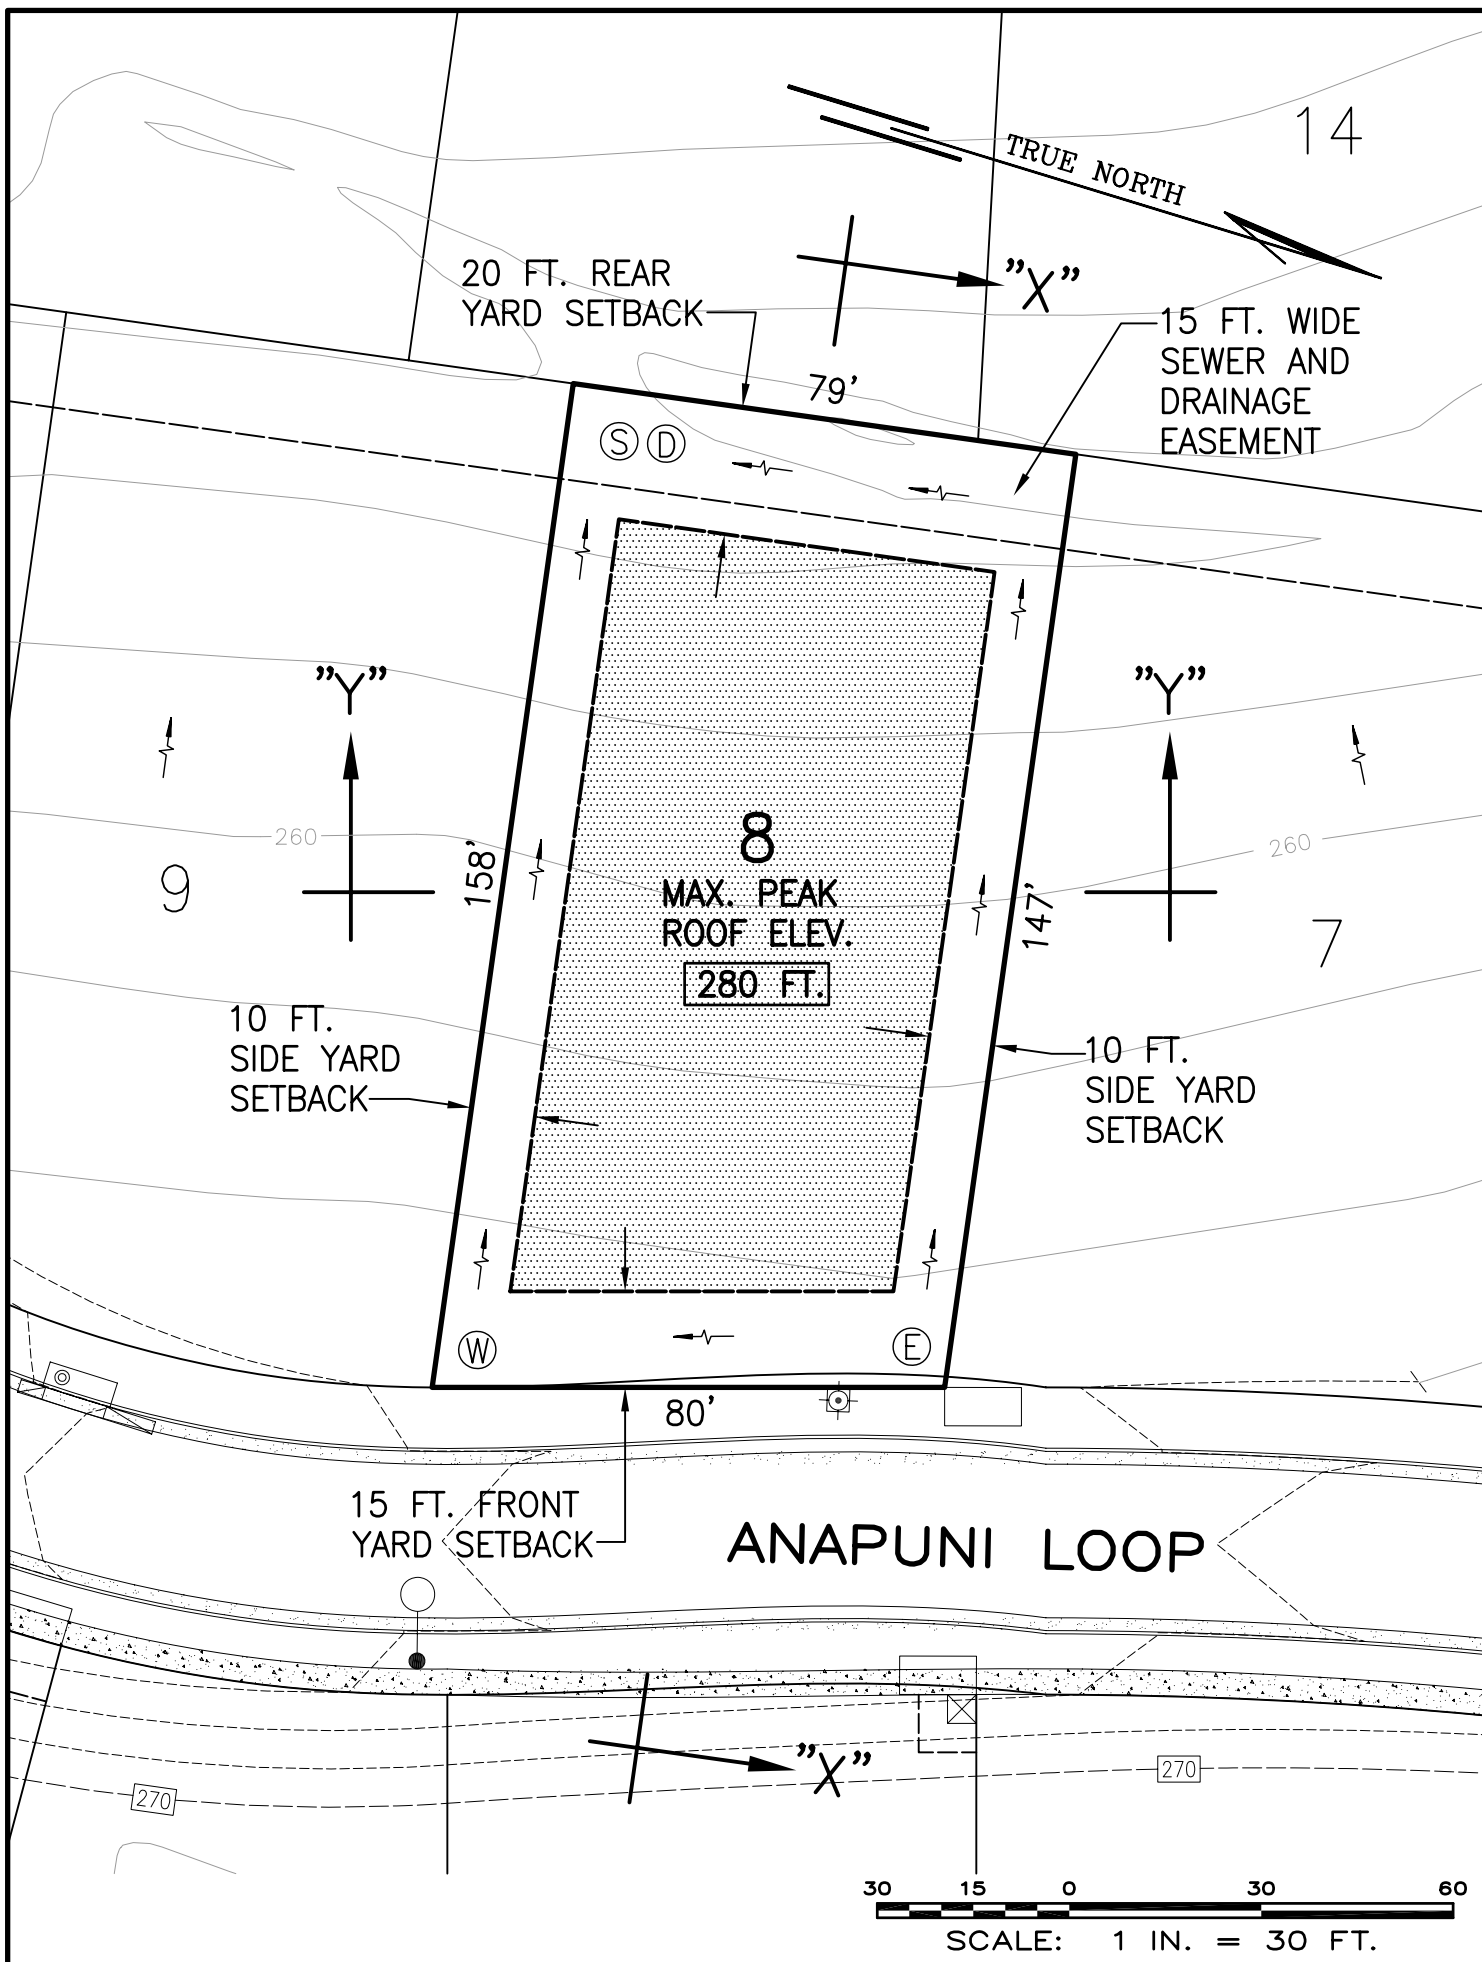 14
TRUE NORTH
20 FT. REAR
YARD SETBACK
"X"
15 FT. WIDE
SEWER AND
DRAINAGE
EASEMENT
79'
S D
"Y"
"Y"
260
260
8
MAX. PEAK
ROOF ELEV.
280 FT.
9
158'
147'
7
10 FT.
SIDE YARD
SETBACK
10 FT.
SIDE YARD
SETBACK
W
E
80'
15 FT. FRONT
YARD SETBACK
ANAPUNI LOOP
"X"
270
270
30 15 0 30 60
SCALE: 1 IN. = 30 FT.